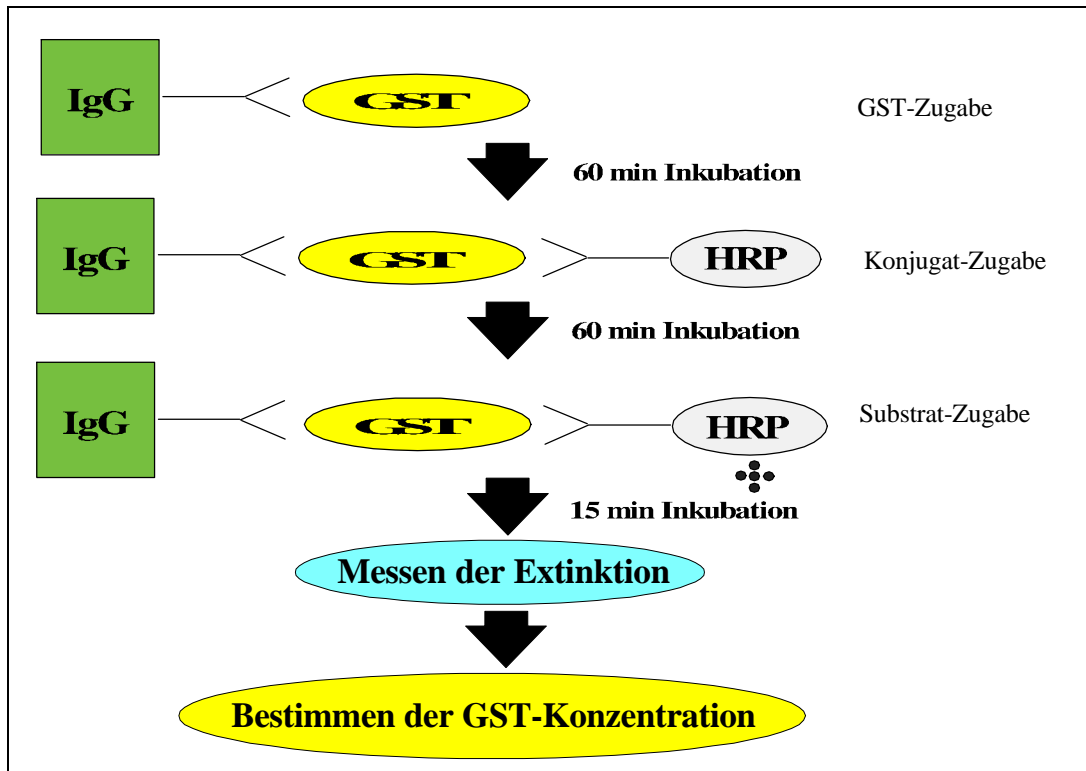 IgG GST GST-Zugabe
60 min Inkubation
IgG GST HRP Konjugat-Zugabe
60 min Inkubation
IgG GST HRP Substrat-Zugabe
15 min Inkubation
Messen der Extinktion
Bestimmen der GST-Konzentration